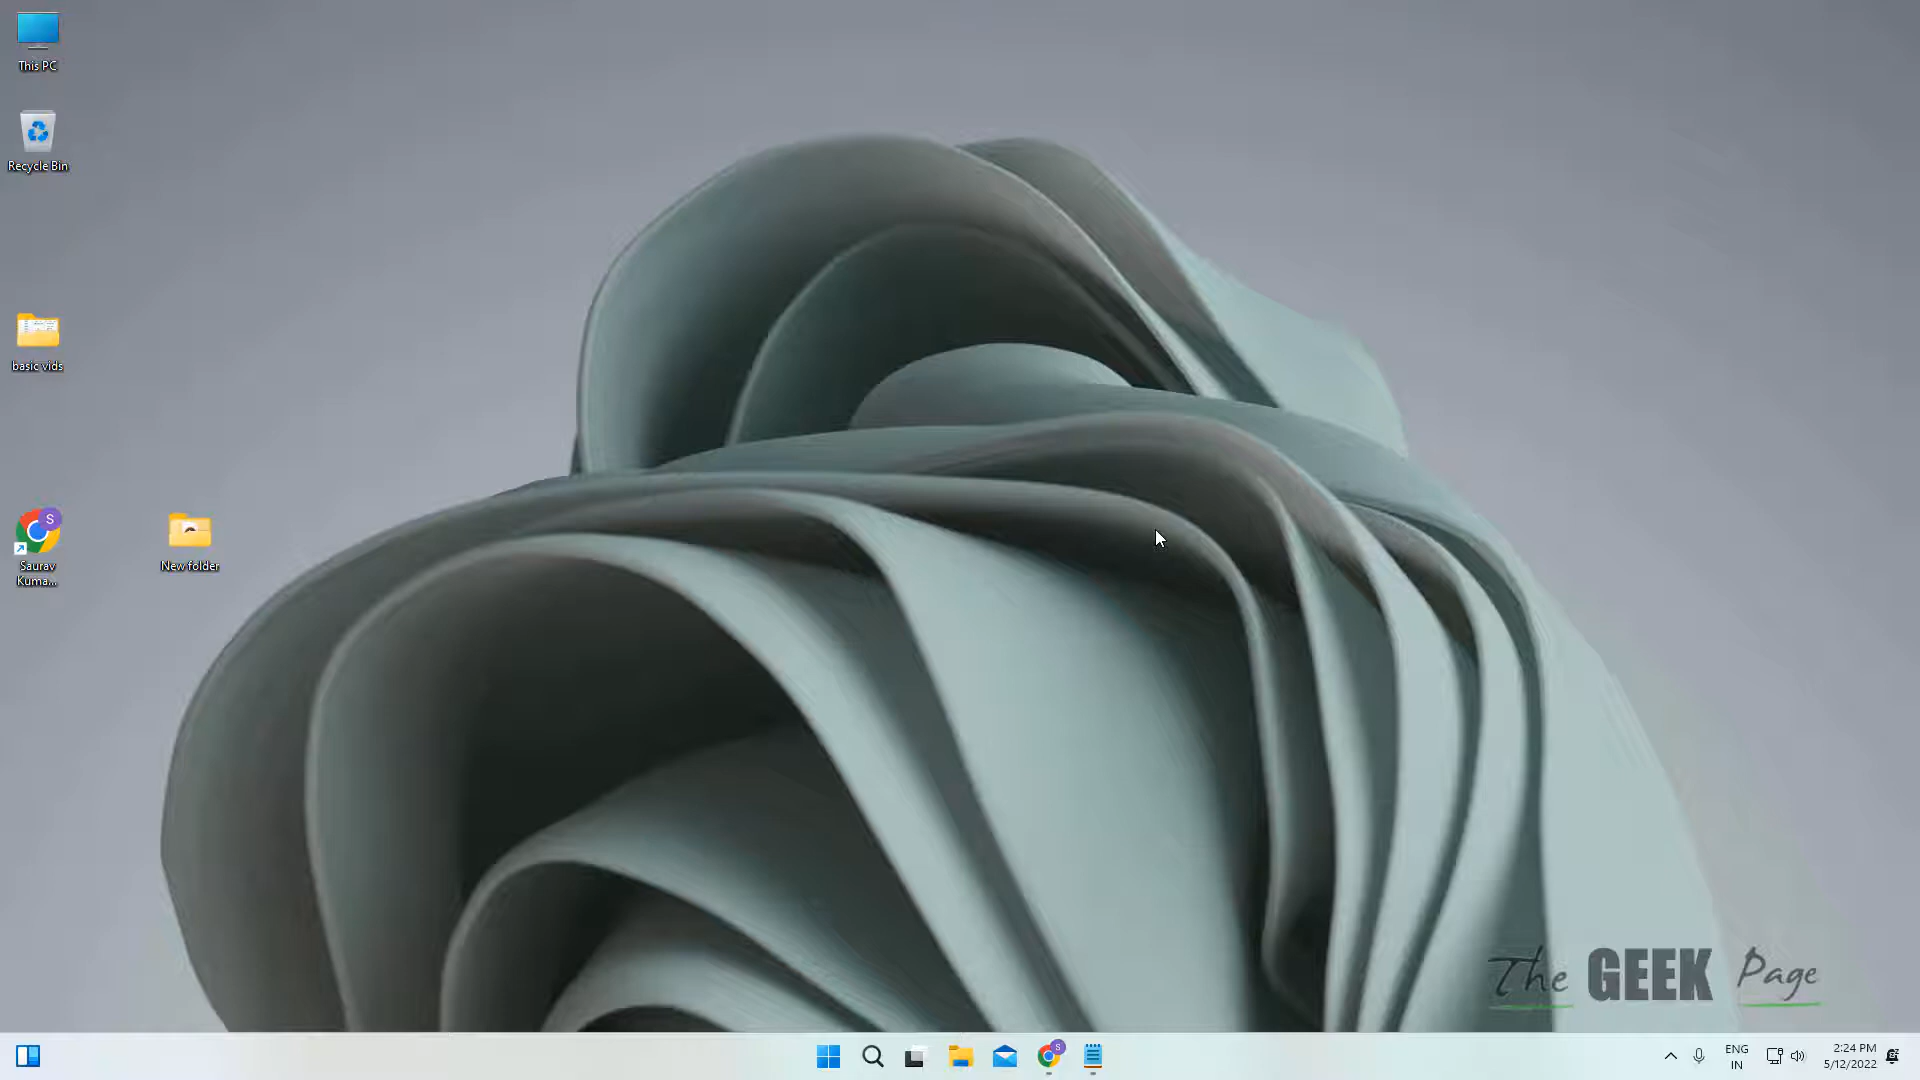 This PC
Recycle Bin
basic vids
Saurav
Kuma...
New folder
S
The GEEK Page
S
ENG
IN
2:24 PM
5/12/2022